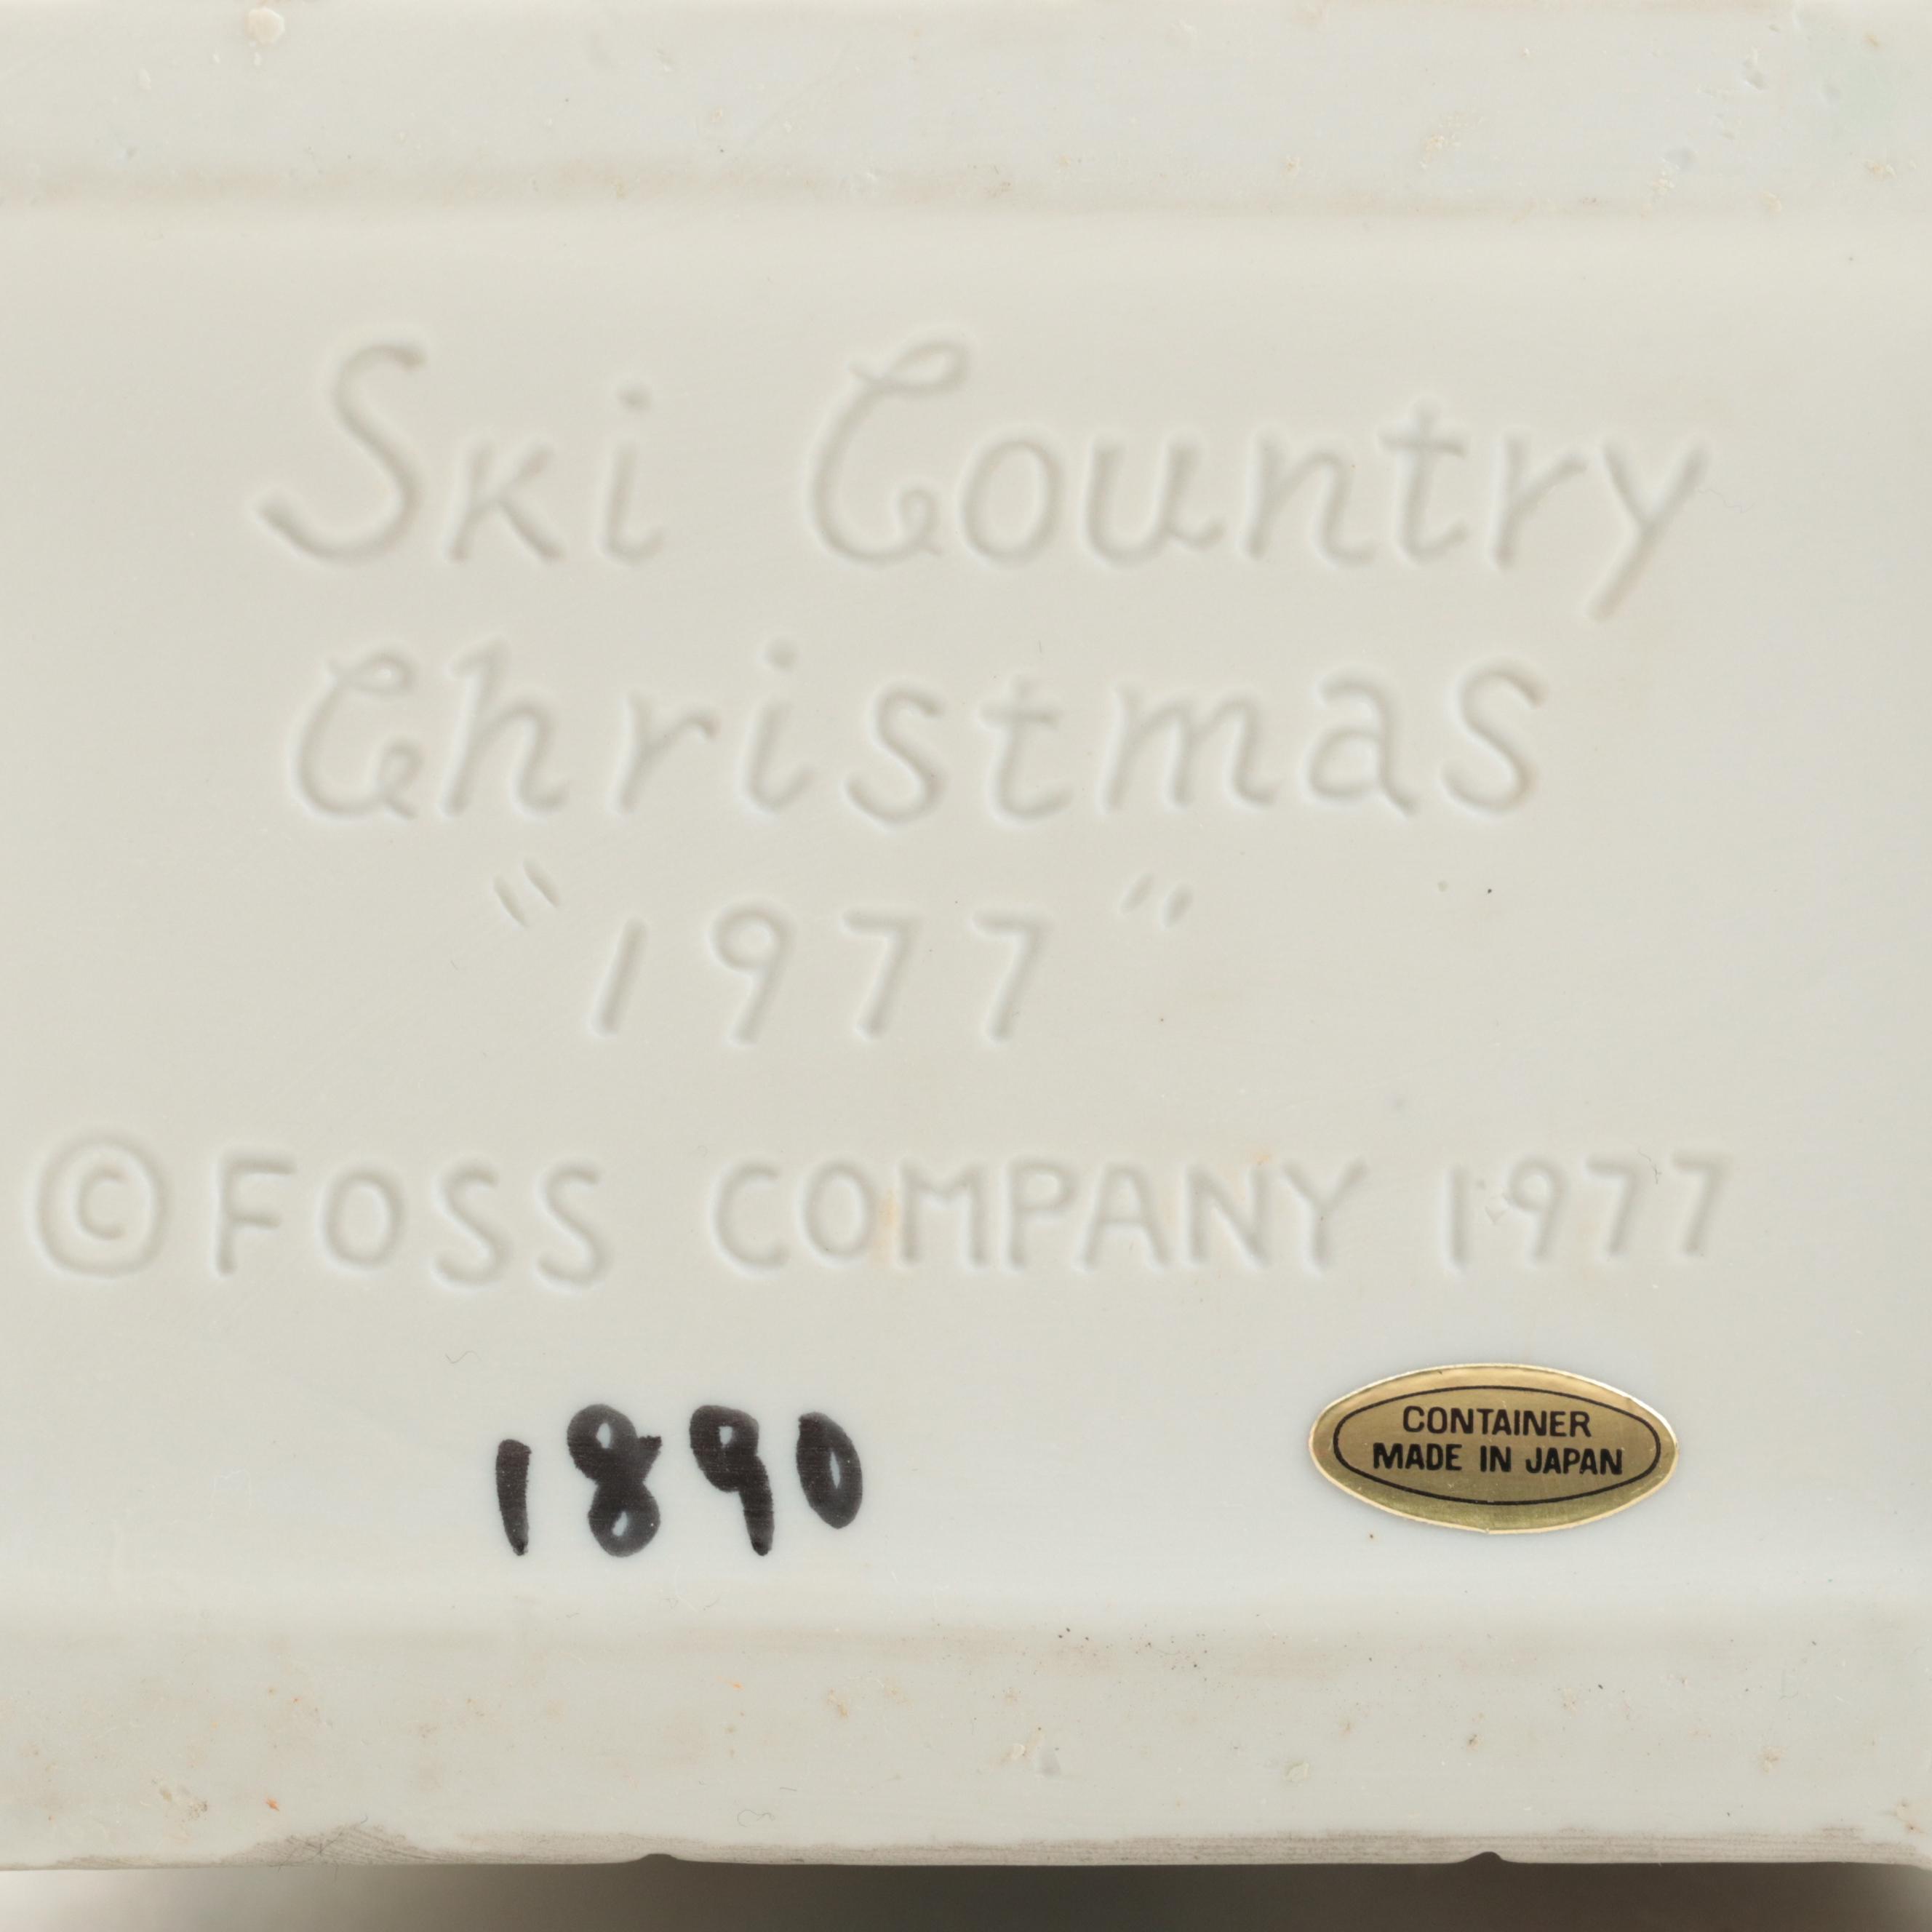 Ski Country
Christmas
"1977"
©FOSS COMPANY 1977
1890
CONTAINER
MADE IN JAPAN